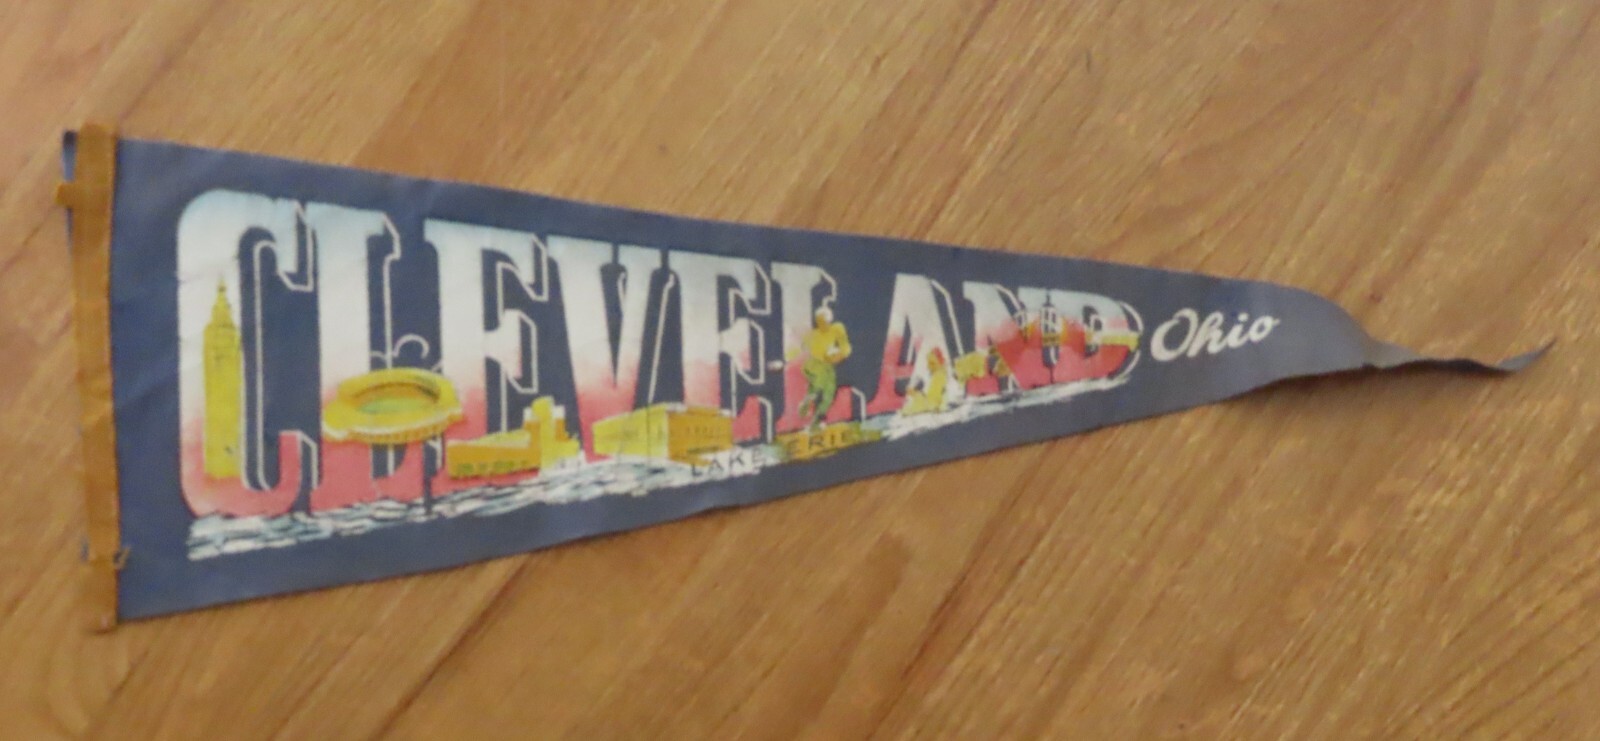 CLEVELAND Ohio
LAKE ERIE